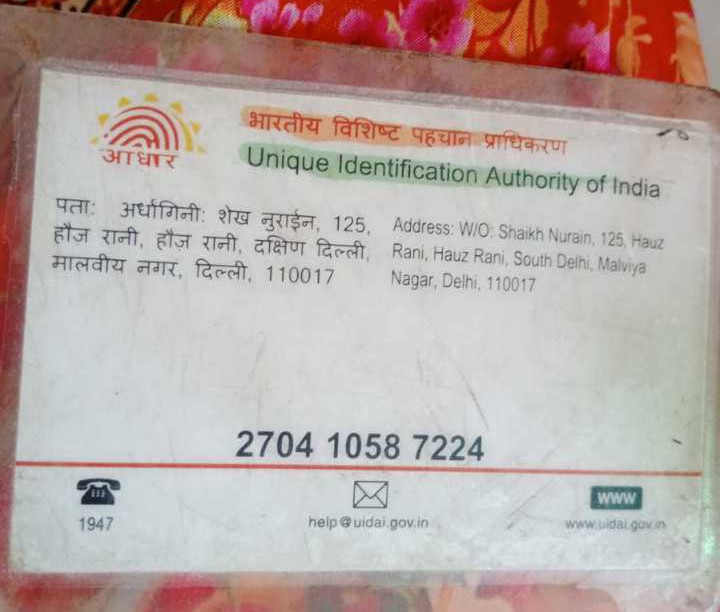 आधार
भारतीय विशिष्ट पहचान प्राधिकरण
Unique Identification Authority of India
पता: अर्धांगिनी: शेख नुराईन, 125,
हौज़ रानी, हौज़ रानी, दक्षिण दिल्ली,
मालवीय नगर, दिल्ली, 110017
Address: W/O: Shaikh Nurain, 125, Hauz
Rani, Hauz Rani, South Delhi, Malviya
Nagar, Delhi, 110017
2704 1058 7224
1947
help@uidai.gov.in
www
www.uidai.gov.in